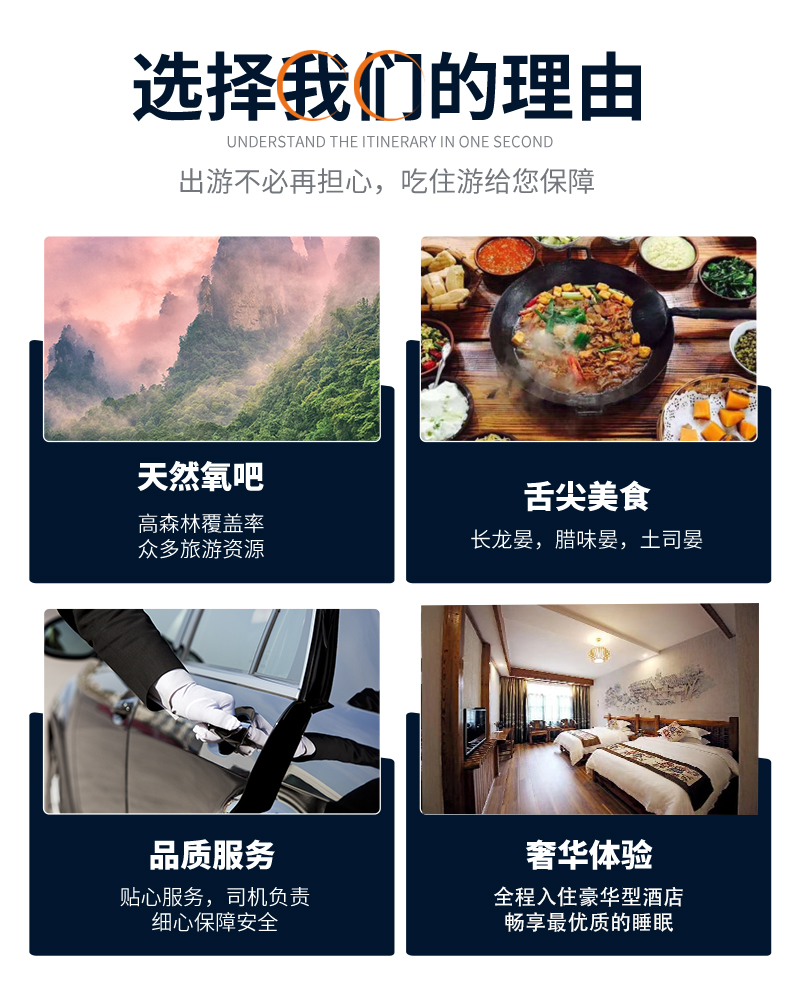 选择我们的理由
UNDERSTAND THE ITINERARY IN ONE SECOND
出游不必再担心，吃住游给您保障
天然氧吧
高森林覆盖率
众多旅游资源
舌尖美食
长龙晏，腊味晏，土司晏
品质服务
贴心服务，司机负责
细心保障安全
奢华体验
全程入住豪华型酒店
畅享最优质的睡眠